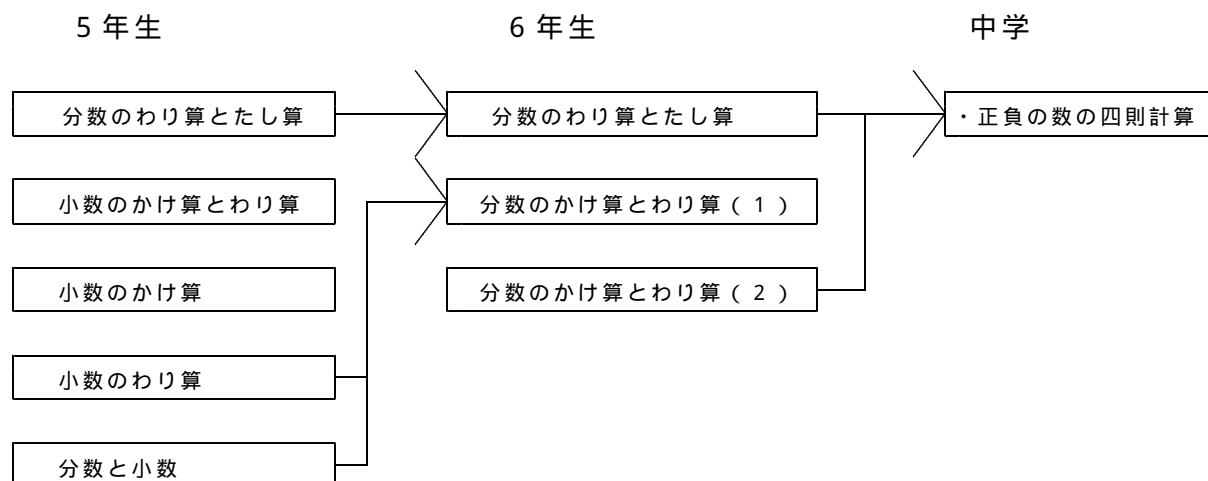 5年生
6年生
中学
分数のわり算とたし算
分数のわり算とたし算
・正負の数の四則計算
小数のかけ算とわり算
分数のかけ算とわり算(1)
小数のかけ算
分数のかけ算とわり算(2)
小数のわり算
分数と小数